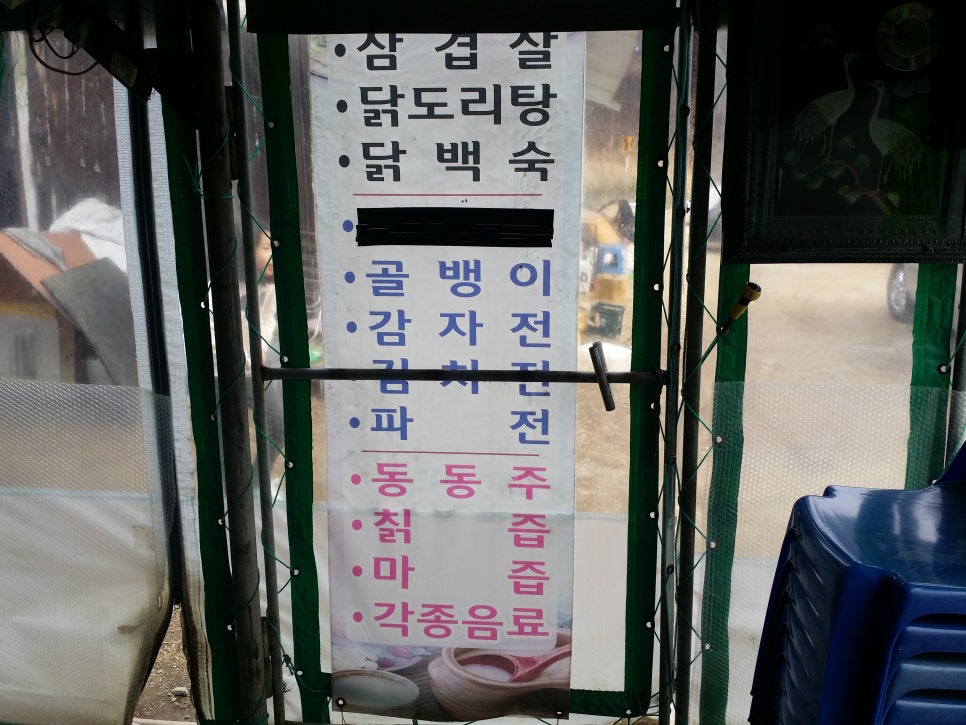 • 삼 겹 살
• 닭도리탕
• 닭 백 숙
•
• 골 뱅 이
• 감 자 전
김 치 전
• 파 전
• 동 동 주
• 칡 즙
• 마 즙
• 각종음료